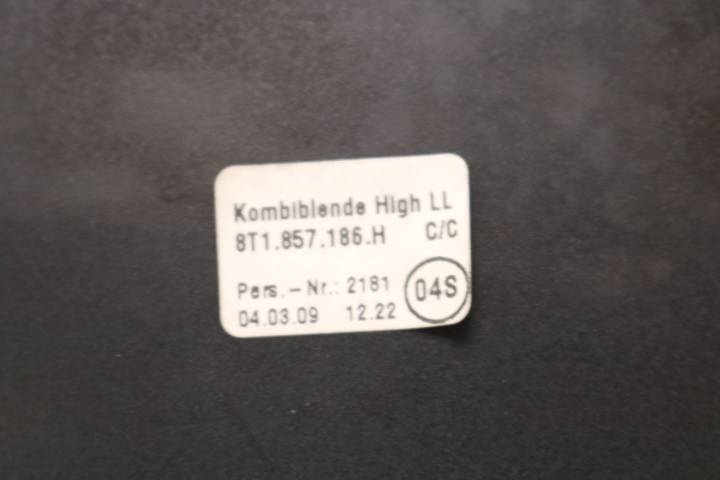 Kombiblende High LL
8T1.857.186.H C/C
Pers.-Nr.: 2181
04S
04.03.09 12.22